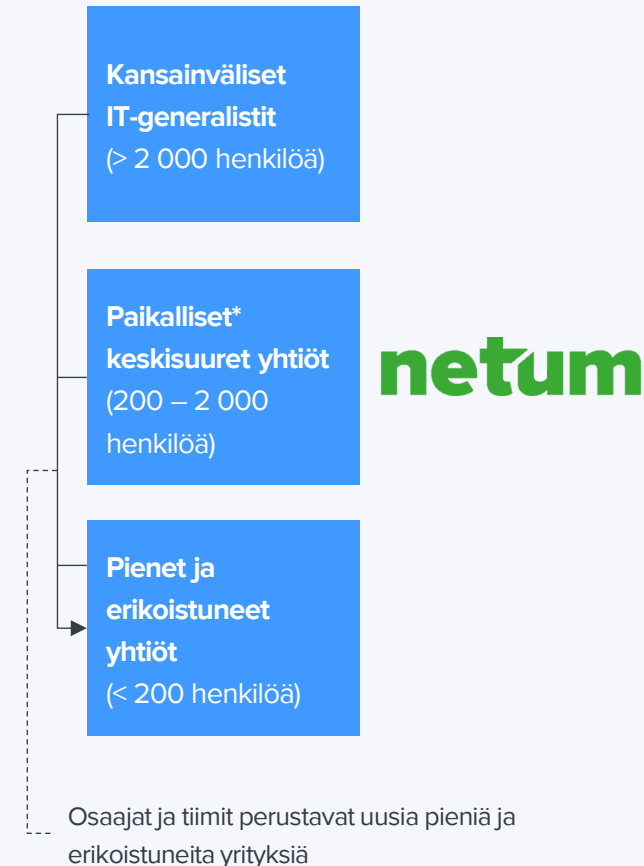 Kansainväliset
IT-generalistit
(> 2 000 henkilöä)
Paikalliset*
keskisuuret yhtiöt
(200 – 2 000
henkilöä)
netum
Pienet ja
erikoistuneet
yhtiöt
(< 200 henkilöä)
Osaajat ja tiimit perustavat uusia pieniä ja
erikoistuneita yrityksiä